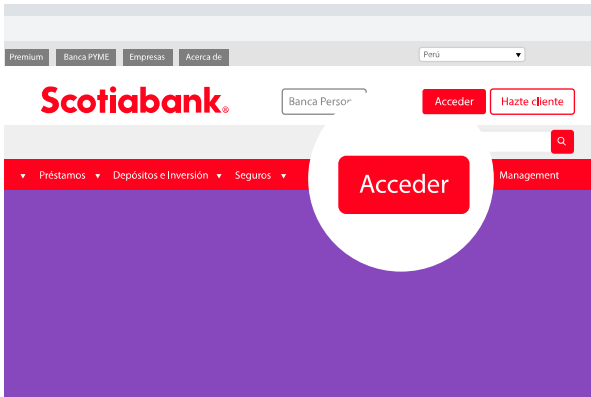 Premium Banca PYME Empresas Acerca de Perú
Scotiabank® Banca Person Acceder Hazte cliente
Préstamos Depósitos e Inversión Seguros Acceder Management